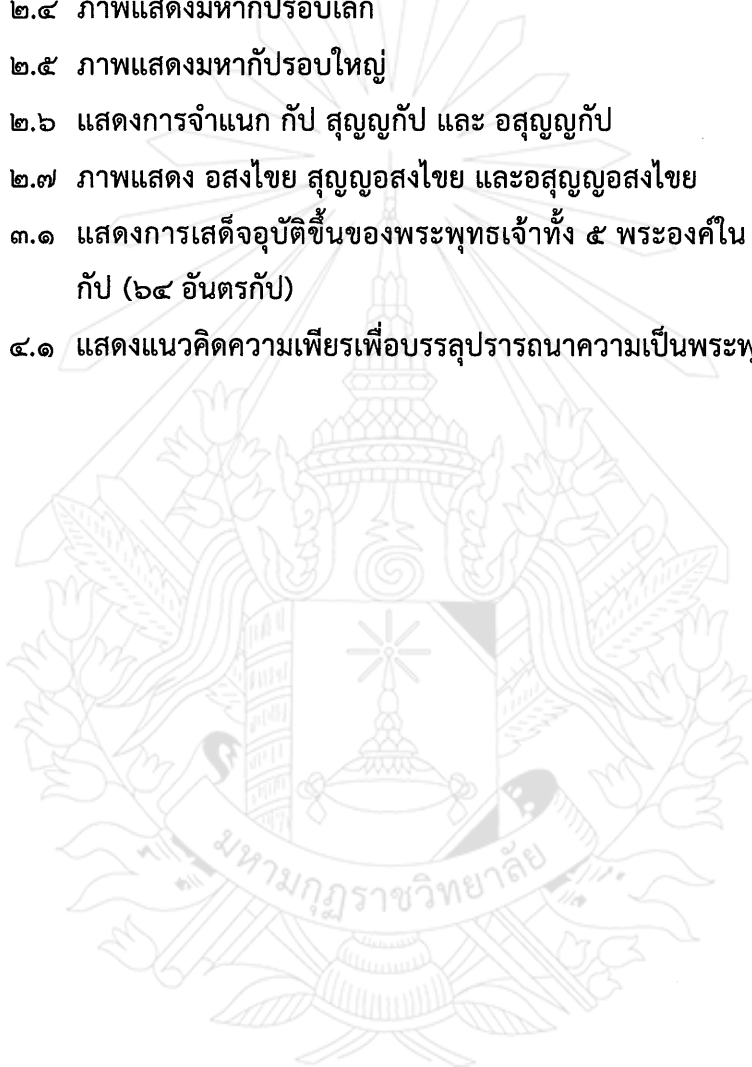 ๒.๔ ภาพแสดงมหากัปรอบเล็ก
๒.๕ ภาพแสดงมหากัปรอบใหญ่
๒.๖ แสดงการจำแนก กัป สุญญกัป และ อสุญญกัป
๒.๗ ภาพแสดง อสงไขย สุญญอสงไขย และอสุญญอสงไขย
๓.๑ แสดงการเสด็จอุบัติขึ้นของพระพุทธเจ้าทั้ง ๕ พระองค์ใน
กัป (๖๔ อันตรกัป)
๔.๑ แสดงแนวคิดความเพียรเพื่อบรรลุปรารถนาความเป็นพระพุ
มหามกุฏราชวิทยาลัย